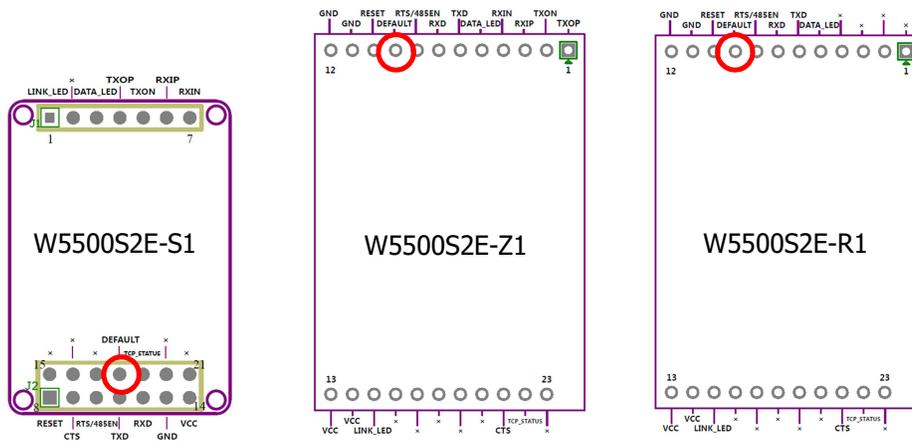 × TXOP RXIP
LINK_LED DATA_LED TXON RXIN
J1
1 7
W5500S2E-S1
DEFAULT
× × × TCP_STATUS × ×
15 21
J2
8 14
RESET RTS/485EN RXD VCC
CTS TXD GND
GND RESET RTS/485EN TXD RXIN TXON
GND DEFAULT RXD DATA_LED RXIP TXOP
12 1
W5500S2E-Z1
13 23
VCC × × TCP_STATUS
VCC LINK_LED × × CTS ×
GND RESET RTS/485EN TXD × ×
GND DEFAULT RXD DATA_LED × ×
12 1
W5500S2E-R1
13 23
VCC × × TCP_STATUS
VCC LINK_LED × × CTS ×